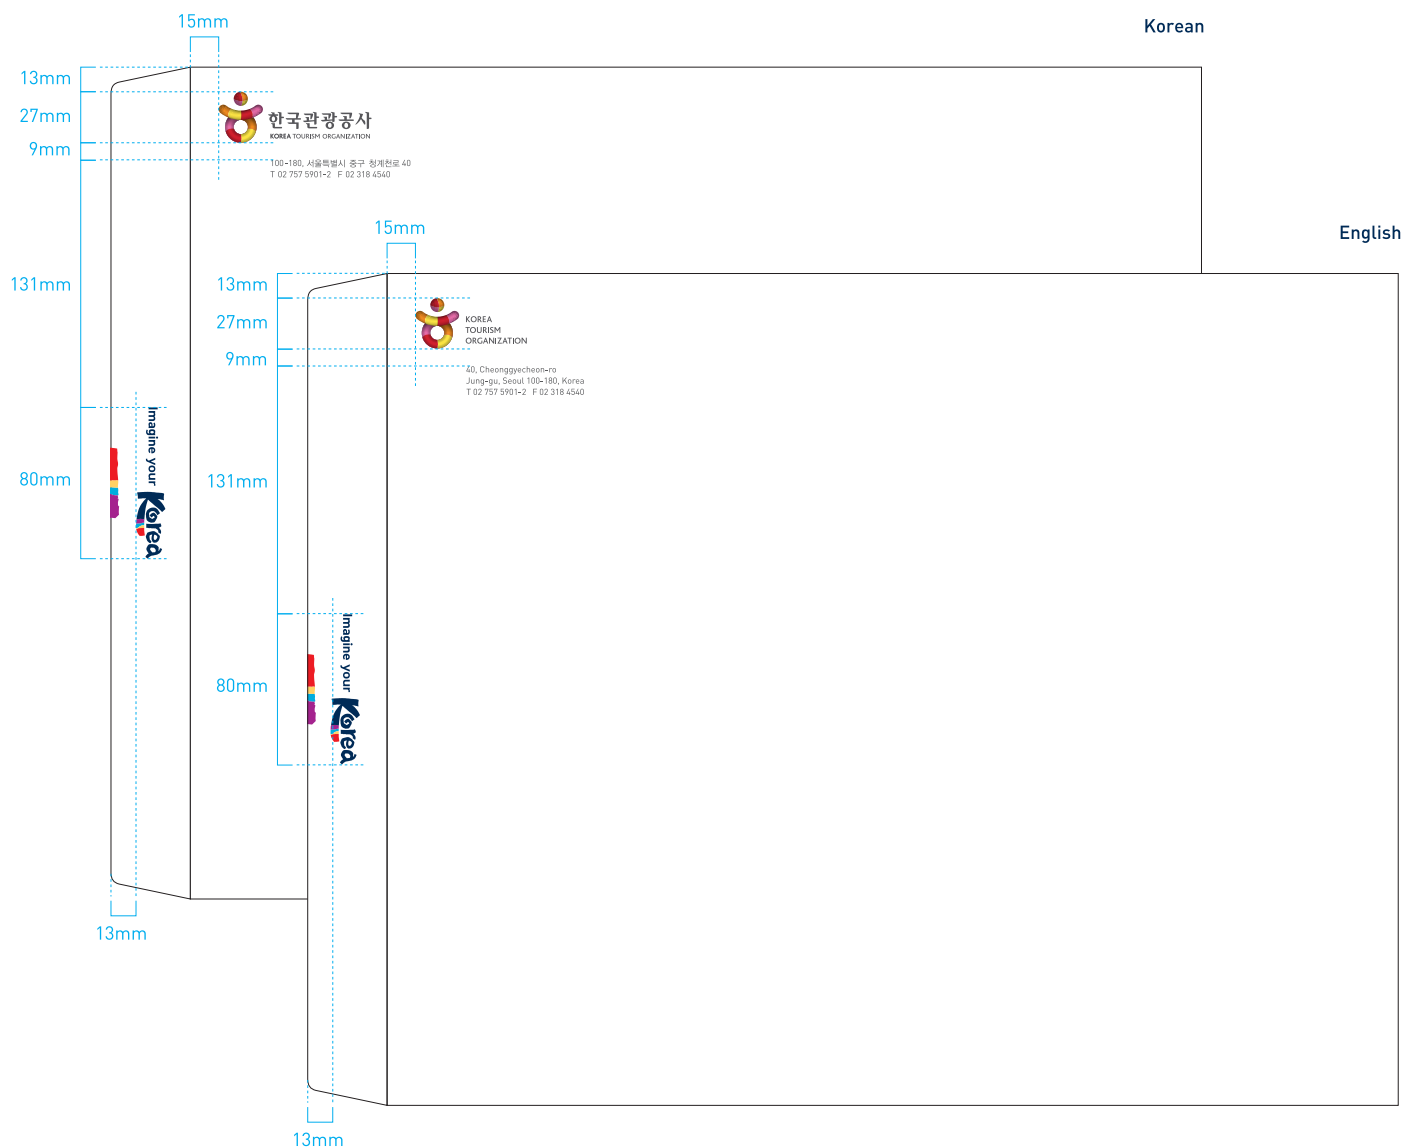 Korean
15mm
13mm
27mm
9mm
131mm
80mm
13mm
한국관광공사
KOREA TOURISM ORGANIZATION
100-180, 서울특별시 중구 청계천로 40
T 02 757 5901-2 F 02 318 4540
Imagine your
Korea
English
15mm
13mm
27mm
9mm
131mm
80mm
13mm
KOREA
TOURISM
ORGANIZATION
40, Cheonggyecheon-ro
Jung-gu, Seoul 100-180, Korea
T 02 757 5901-2 F 02 318 4540
Imagine your
Korea